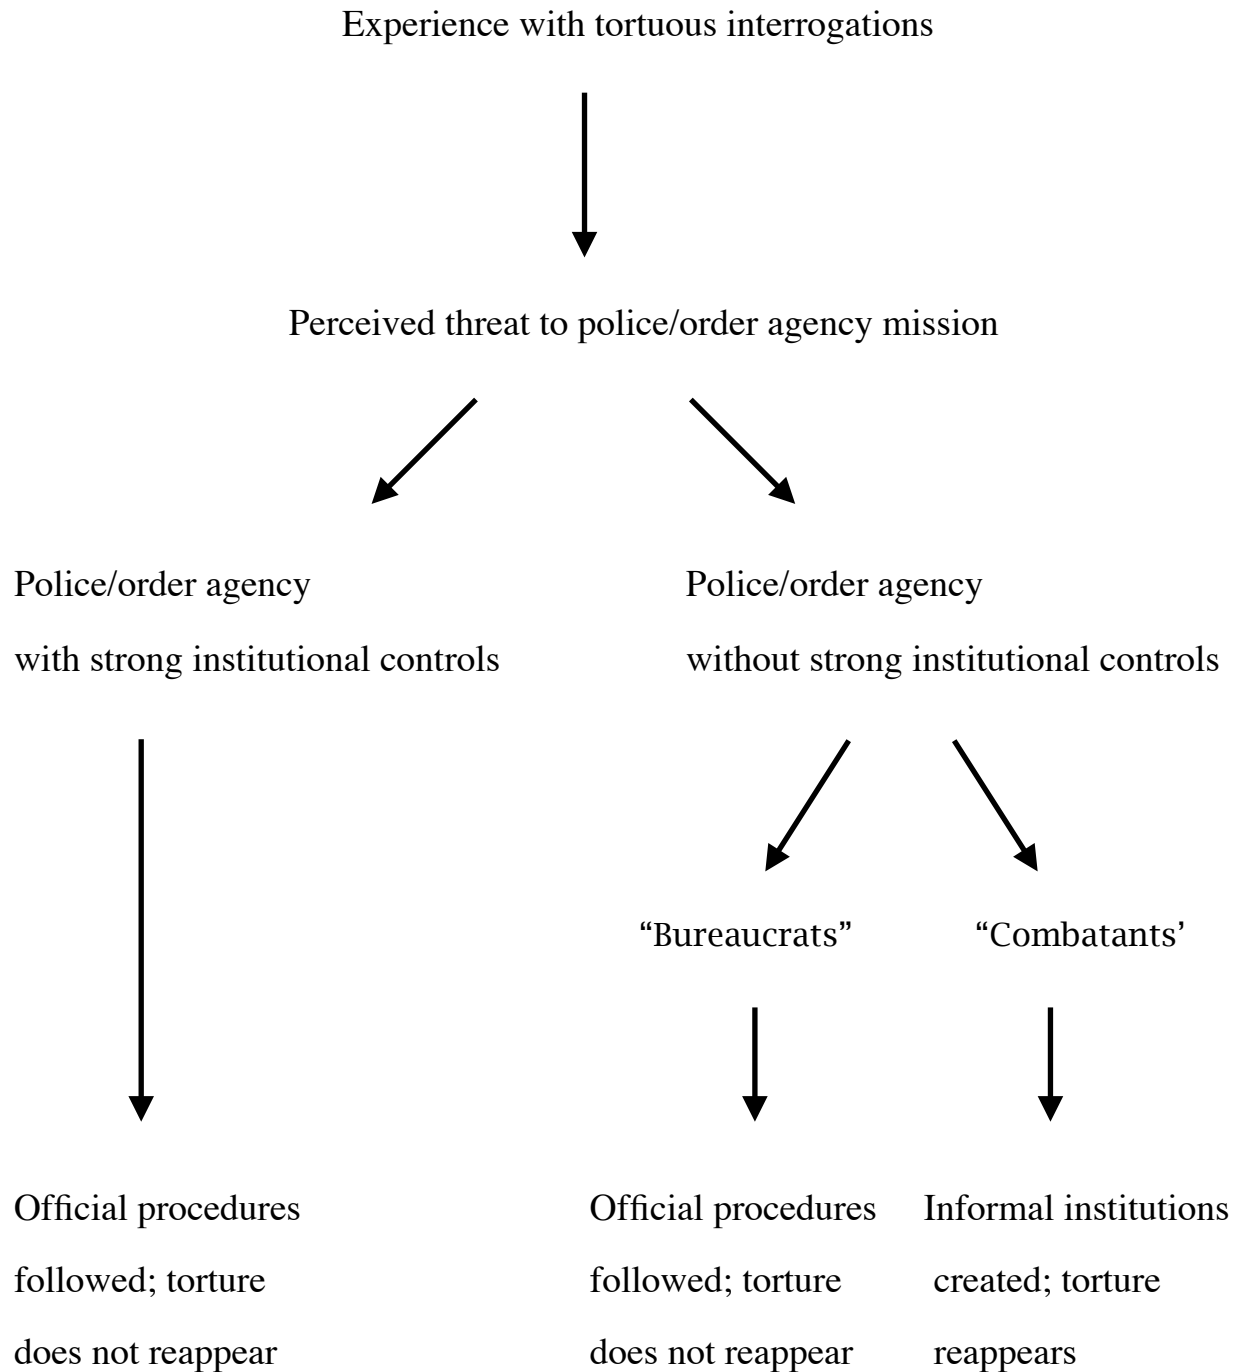 Experience with tortuous interrogations
Perceived threat to police/order agency mission
Police/order agency
with strong institutional controls
Police/order agency
without strong institutional controls
“Bureaucrats”
“Combatants’
Official procedures
followed; torture
does not reappear
Official procedures
followed; torture
does not reappear
Informal institutions
created; torture
reappears